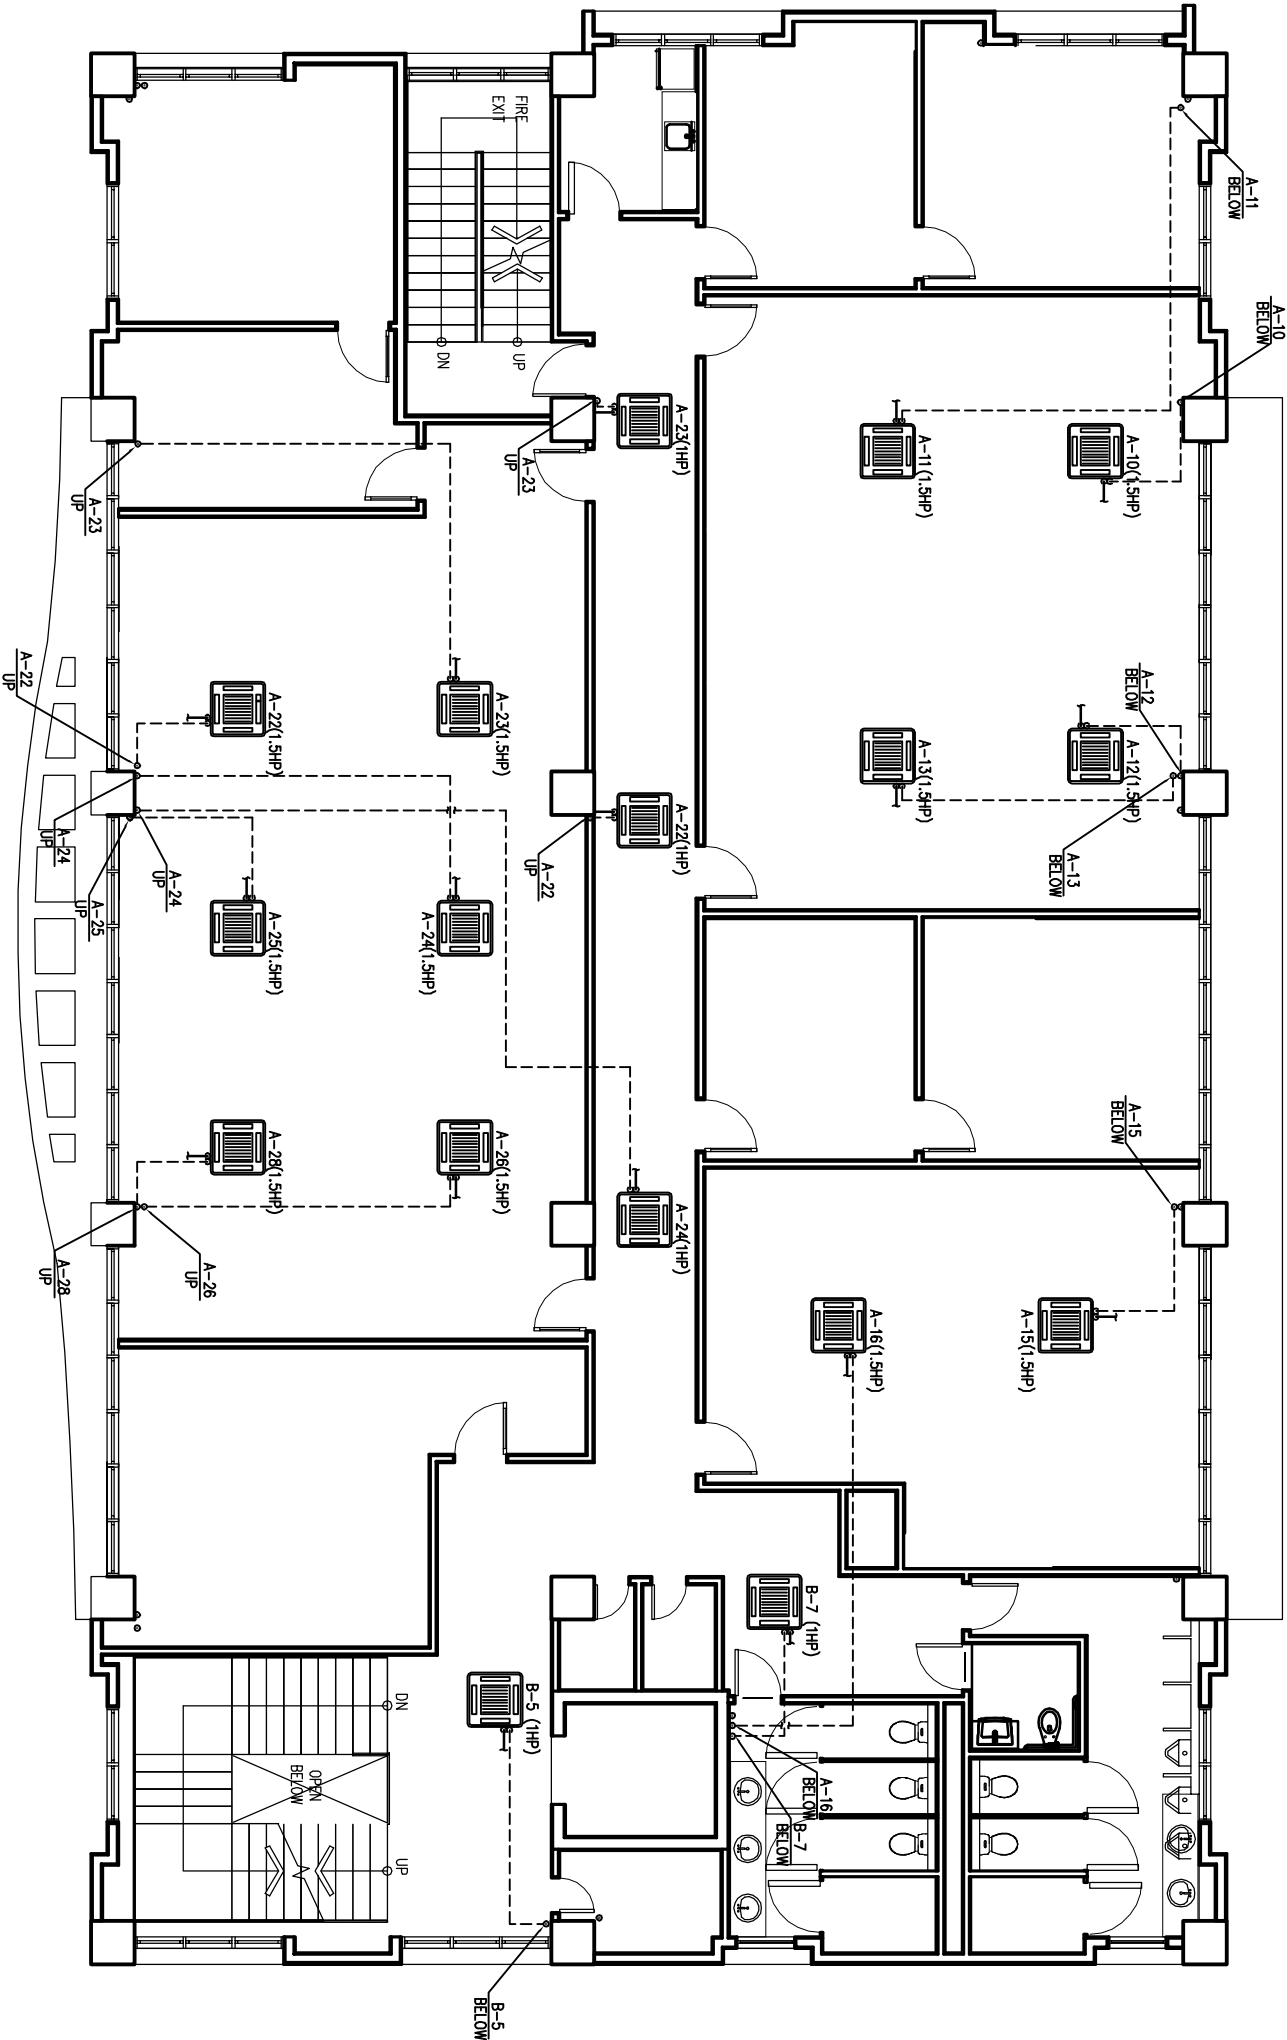 FIRE
EXIT
DN
UP
A-11
BELOW
A-10
BELOW
A-23(1HP)
A-11(1.5HP)
A-10(1.5HP)
A-23
UP
A-23
UP
A-22
UP
A-22(1.5HP)
A-23(1.5HP)
A-12
BELOW
A-13(1.5HP)
A-12(1.5HP)
A-22(1HP)
A-22
UP
A-13
BELOW
A-24
UP
A-24
UP
A-25
UP
A-25(1.5HP)
A-24(1.5HP)
A-15
BELOW
A-28(1.5HP)
A-26(1.5HP)
A-24(1HP)
A-28
UP
A-26
UP
A-16(1.5HP)
A-15(1.5HP)
B-7 (1HP)
B-5 (1HP)
DN
OPEN
BELOW
UP
A-16
BELOW
B-7
BELOW
B-5
BELOW